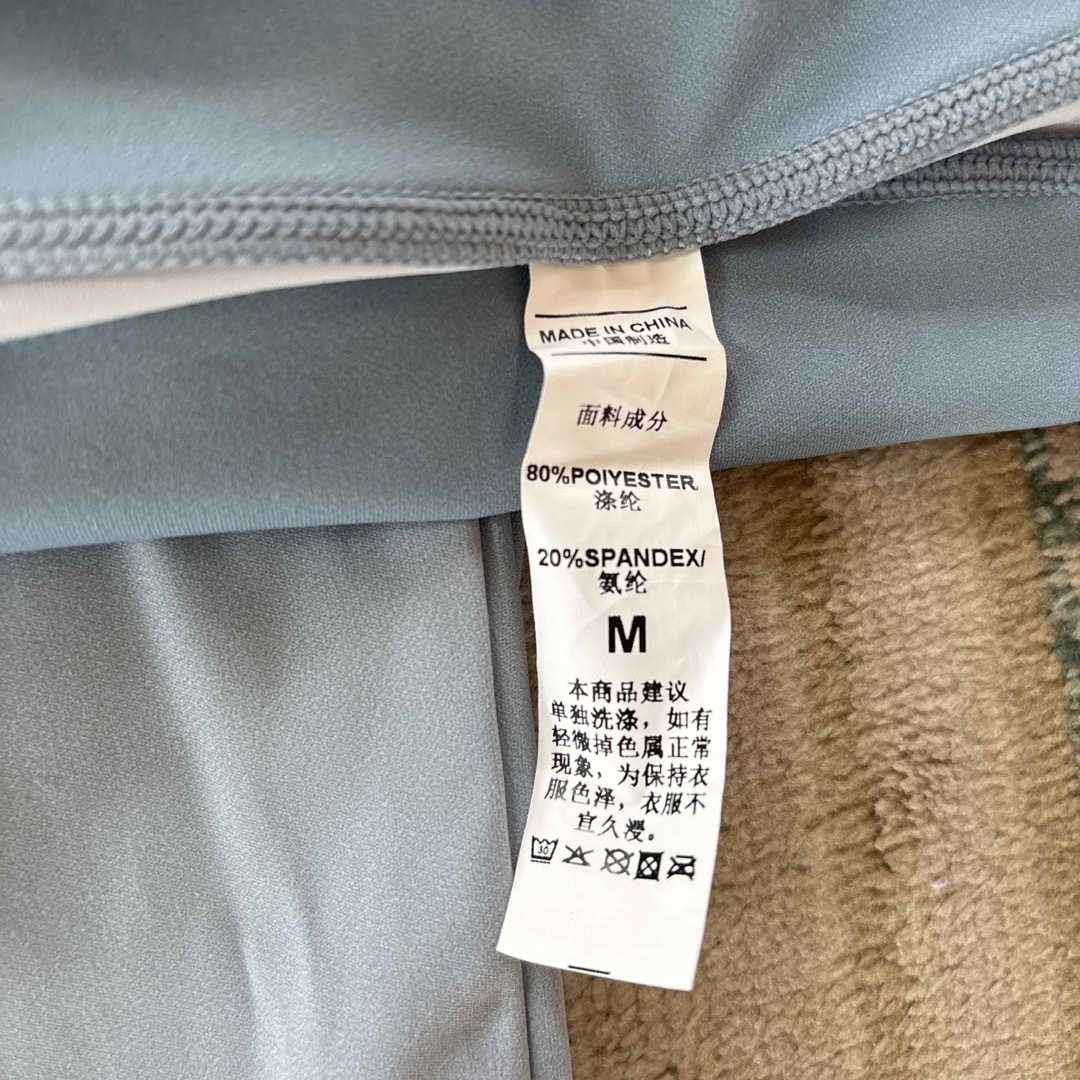 MADE IN CHINA
中国制造
面料成分
80%POIYESTER
涤纶
20%SPANDEX/
氨纶
M
本商品建议
单独洗涤，如有
轻微掉色属正常
现象，为保持衣
服色泽，衣服不
宜久浸。
30